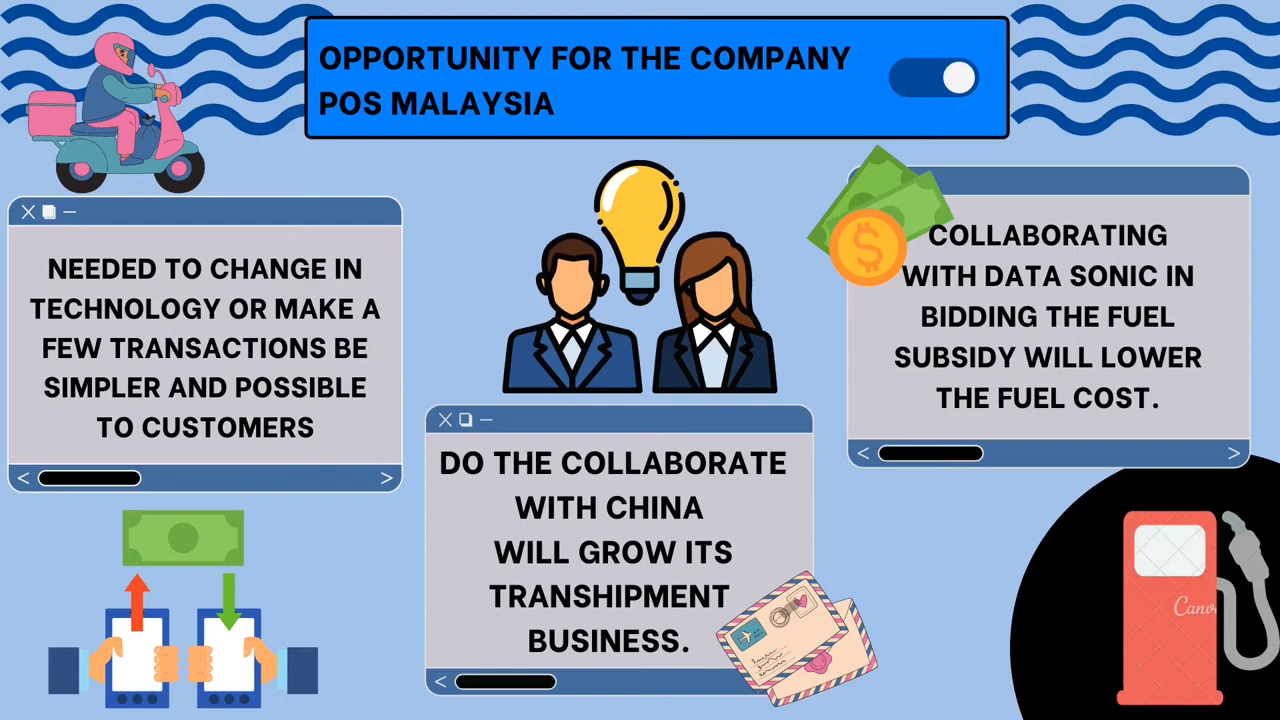 OPPORTUNITY FOR THE COMPANY
POS MALAYSIA
NEEDED TO CHANGE IN
TECHNOLOGY OR MAKE A
FEW TRANSACTIONS BE
SIMPLER AND POSSIBLE
TO CUSTOMERS
DO THE COLLABORATE
WITH CHINA
WILL GROW ITS
TRANSHIPMENT
BUSINESS.
COLLABORATING
WITH DATA SONIC IN
BIDDING THE FUEL
SUBSIDY WILL LOWER
THE FUEL COST.